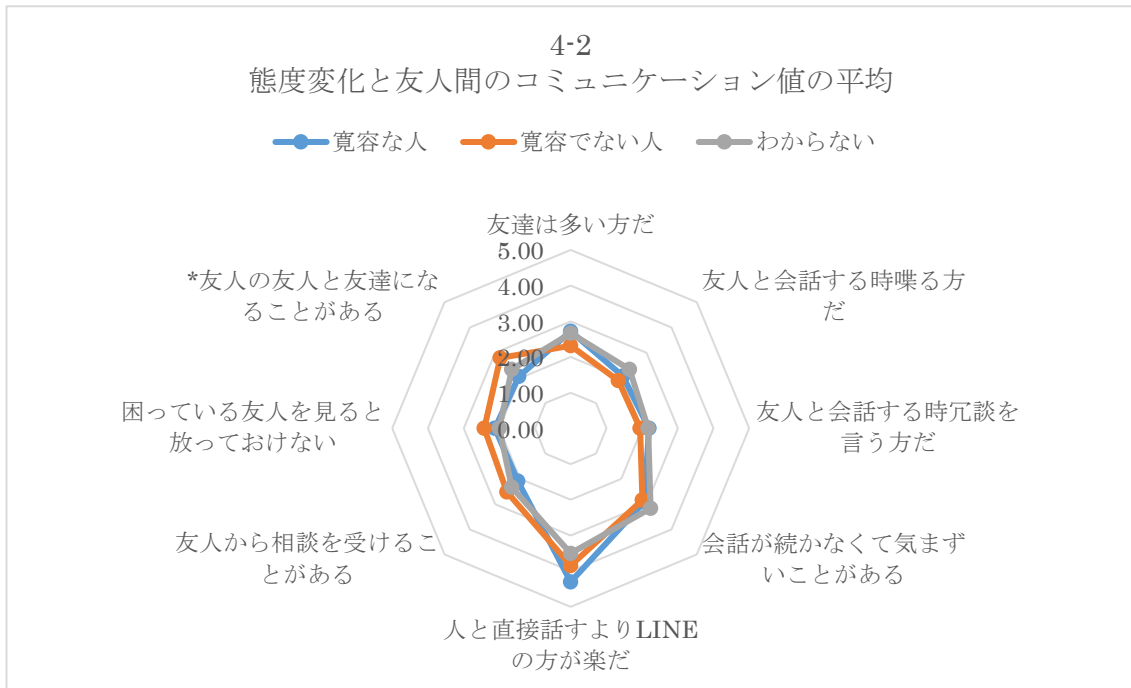 4-2
態度変化と友人間のコミュニケーション値の平均
寛容な人 寛容でない人 わからない
友達は多い方だ
5.00
4.00
3.00
2.00
1.00
0.00
友人と会話する時喋る方
だ
友人と会話する時冗談を
言う方だ
会話が続かなくて気まず
いことがある
人と直接話すよりLINE
の方が楽だ
友人から相談を受けるこ
とがある
困っている友人を見ると
放っておけない
*友人の友人と友達にな
ることがある